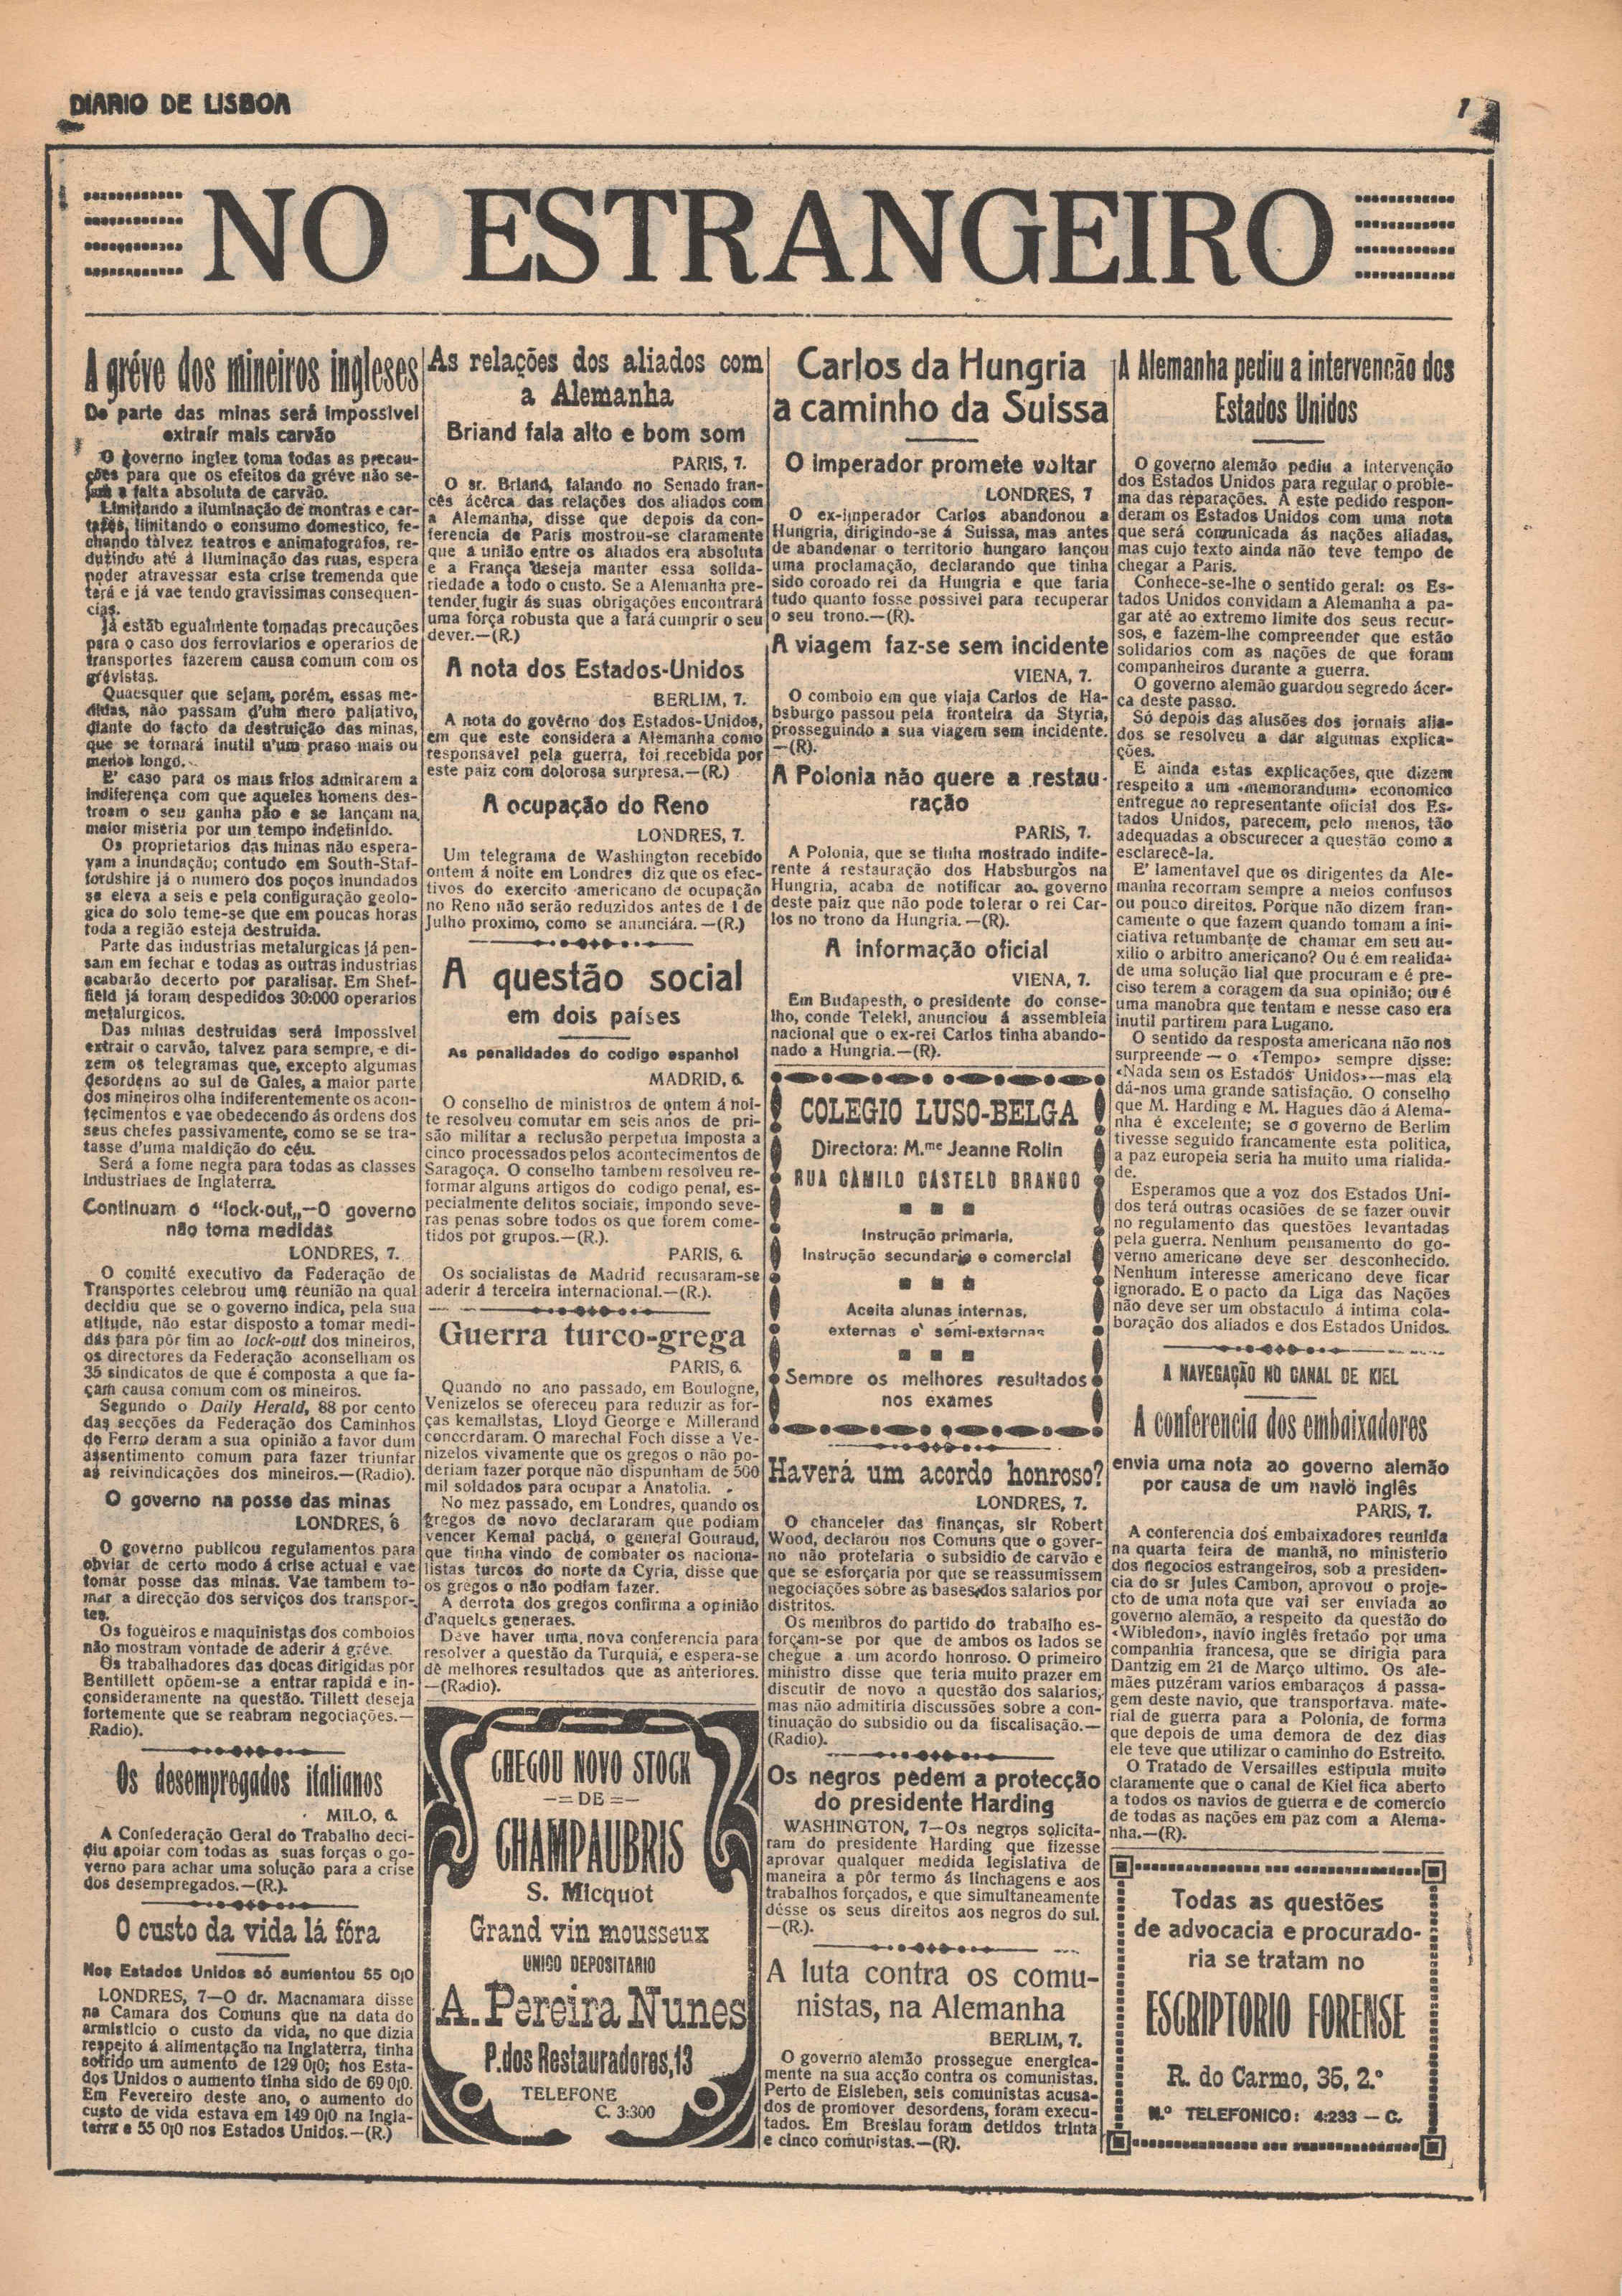 DIARIO DE LISBOA
7
NO ESTRANGEIRO
A gréve dos mineiros ingleses
De parte das minas será impossivel
extrair mais carvão
O governo inglez toma todas as precau-
ções para que os efeitos da gréve não se-
jam a falta absoluta de carvão.
Limitando a iluminação de montras e car-
tazes, limitando o consumo domestico, fe-
chando talvez teatros e animatografos, re-
duzindo até á iluminação das ruas, espera
poder atravessar esta crise tremenda que
terá e já vae tendo gravissimas consequen-
cias.
Já estão egualmente tomadas precauções
para o caso dos ferroviarios e operarios de
transportes fazerem causa comum com os
grévistas.
Quaesquer que sejam, porém, essas me-
didas, não passam d'um mero paliativo,
diante do facto da destruição das minas,
que se tornará inutil n'um praso mais ou
menos longo.
E' caso para os mais frios admirarem a
indiferença com que aqueles homens des-
troem o seu ganha pão e se lançam na
maior miseria por um tempo indefinido.
Os proprietarios das minas não espera-
vam a inundação; contudo em South-Staf-
fordshire já o numero dos poços inundados
se eleva a seis e pela configuração geolo-
gica do solo teme-se que em poucas horas
toda a região esteja destruida.
Parte das industrias metalurgicas já pen-
sam em fechar e todas as outras industrias
acabarão decerto por paralisar. Em Shef-
field já foram despedidos 30:000 operarios
metalurgicos.
Das minas destruidas será impossivel
extrair o carvão, talvez para sempre, e di-
zem os telegramas que, excepto algumas
desordens ao sul de Gales, a maior parte
dos mineiros olha indiferentemente os acon-
tecimentos e vae obedecendo ás ordens dos
seus chefes passivamente, como se se tra-
tasse d'uma maldição do céu.
Será a fome negra para todas as classes
industriaes de Inglaterra.
Continuam o "lock-out„—O governo
não toma medidas
LONDRES, 7.
O comité executivo da Federação de
Transportes celebrou uma reunião na qual
decidiu que se o governo indica, pela sua
atitude, não estar disposto a tomar medi-
das para pôr fim ao lock-out dos mineiros,
os directores da Federação aconselham os
35 sindicatos de que é composta a que fa-
çam causa comum com os mineiros.
Segundo o Daily Herald, 88 por cento
das secções da Federação dos Caminhos
de Ferro deram a sua opinião a favor dum
assentimento comum para fazer triunfar
as reivindicações dos mineiros.—(Radio).
O governo na posse das minas
LONDRES, 6
O governo publicou regulamentos para
obviar de certo modo á crise actual e vae
tomar posse das minas. Vae tambem to-
mar a direcção dos serviços dos transpor-
tes.
Os fogueiros e maquinistas dos comboios
não mostram vontade de aderir á gréve.
Os trabalhadores das docas dirigidas por
Bentillett opõem-se a entrar rapida e in-
consideramente na questão. Tillett deseja
fortemente que se reabram negociações.—
Radio).
Os desempregados italianos
MILO, 6.
A Confederação Geral do Trabalho deci-
diu apoiar com todas as suas forças o go-
verno para achar uma solução para a crise
dos desempregados.—(R.).
O custo da vida lá fóra
Nos Estados Unidos só aumentou 55 0|0
LONDRES, 7—O dr. Macnamara disse
na Camara dos Comuns que na data do
armisticio o custo da vida, no que dizia
respeito á alimentação na Inglaterra, tinha
sofrido um aumento de 129 0|0; nos Esta-
dos Unidos o aumento tinha sido de 69 0|0.
Em Fevereiro deste ano, o aumento do
custo de vida estava em 149 0|0 na Ingla-
terra e 55 0|0 nos Estados Unidos.—(R.)
As relações dos aliados com
a Alemanha
Briand fala alto e bom som
PARIS, 7.
O sr. Briand, falando no Senado fran-
cês ácêrca das relações dos aliados com
a Alemanha, disse que depois da con-
ferencia de Paris mostrou-se claramente
que a união entre os aliados era absoluta
e a França deseja manter essa solida-
riedade a todo o custo. Se a Alemanha pre-
tender fugir ás suas obrigações encontrará
uma força robusta que a fará cumprir o seu
dever.—(R.)
A nota dos Estados-Unidos
BERLIM, 7.
A nota do govêrno dos Estados-Unidos,
em que este considera a Alemanha como
responsavel pela guerra, foi recebida por
este paiz com dolorosa surpresa.—(R.)
A ocupação do Reno
LONDRES, 7.
Um telegrama de Washington recebido
ontem á noite em Londres diz que os efec-
tivos do exercito americano de ocupação
no Reno não serão reduzidos antes de 1 de
Julho proximo, como se anunciára.—(R.)
A questão social
em dois países
As penalidades do codigo espanhol
MADRID, 6.
O conselho de ministros de ontem á noi-
te resolveu comutar em seis anos de pri-
são militar a reclusão perpetua imposta a
cinco processados pelos acontecimentos de
Saragoça. O conselho tambem resolveu re-
formar alguns artigos do codigo penal, es-
pecialmente delitos sociais, impondo seve-
ras penas sobre todos os que forem come-
tidos por grupos.—(R.).
PARIS, 6.
Os socialistas de Madrid recusaram-se
aderir á terceira internacional.—(R.).
Guerra turco-grega
PARIS, 6.
Quando no ano passado, em Boulogne,
Venizelos se ofereceu para reduzir as for-
ças kemalistas, Lloyd George e Millerand
concordaram. O marechal Foch disse a Ve-
nizelos vivamente que os gregos o não po-
deriam fazer porque não dispunham de 500
mil soldados para ocupar a Anatolia.
No mez passado, em Londres, quando os
gregos de novo declararam que podiam
vencer Kemal pachá, o general Gouraud,
que tinha vindo de combater os naciona-
listas turcos do norte da Cyria, disse que
os gregos o não podiam fazer.
A derrota dos gregos confirma a opinião
d'aqueles generaes.
Deve haver uma nova conferencia para
resolver a questão da Turquia, e espera-se
dê melhores resultados que as anteriores.
—(Radio).
CHEGOU NOVO STOCK
DE
CHAMPAUBRIS
S. Micquot
Grand vin mousseux
UNICO DEPOSITARIO
A. Pereira Nunes
P. dos Restauradores, 13
TELEFONE
C. 3:300
Carlos da Hungria
a caminho da Suissa
O imperador promete voltar
LONDRES, 7
O ex-imperador Carlos abandonou a
Hungria, dirigindo-se á Suissa, mas antes
de abandonar o territorio hungaro lançou
uma proclamação, declarando que tinha
sido coroado rei da Hungria e que faria
tudo quanto fosse possivel para recuperar
o seu trono.—(R).
A viagem faz-se sem incidente
VIENA, 7.
O comboio em que viaja Carlos de Ha-
bsburgo passou pela fronteira da Styria,
prosseguindo a sua viagem sem incidente.
—(R).
A Polonia não quere a restau-
ração
PARIS, 7.
A Polonia, que se tinha mostrado indife-
rente á restauração dos Habsburgos na
Hungria, acaba de notificar ao governo
deste paiz que não pode tolerar o rei Car-
los no trono da Hungria.—(R).
A informação oficial
VIENA, 7.
Em Budapesth, o presidente do conse-
lho, conde Teleki, anunciou á assembleia
nacional que o ex-rei Carlos tinha abando-
nado a Hungria.—(R).
COLEGIO LUSO-BELGA
Directora: M.me Jeanne Rolin
RUA CAMILO CASTELO BRANCO
Instrução primaria,
Instrução secundaria e comercial
Aceita alunas internas,
externas e semi-externas
Sempre os melhores resultados
nos exames
Haverá um acordo honroso?
LONDRES, 7.
O chanceler das finanças, sir Robert
Wood, declarou nos Comuns que o gover-
no não protelaria o subsidio de carvão e
que se esforçaria por que se reassumissem
negociações sobre as bases dos salarios por
distritos.
Os membros do partido do trabalho es-
forçam-se por que de ambos os lados se
chegue a um acordo honroso. O primeiro
ministro disse que teria muito prazer em
discutir de novo a questão dos salarios,
mas não admitiria discussões sobre a con-
tinuação do subsidio ou da fiscalisação.—
(Radio).
Os negros pedem a protecção
do presidente Harding
WASHINGTON, 7—Os negros solicita-
ram do presidente Harding que fizesse
aprovar qualquer medida legislativa de
maneira a pôr termo ás linchagens e aos
trabalhos forçados, e que simultaneamente
désse os seus direitos aos negros do sul.
—(R.).
A luta contra os comu-
nistas, na Alemanha
BERLIM, 7.
O governo alemão prossegue energica-
mente na sua acção contra os comunistas.
Perto de Eisleben, seis comunistas acusa-
dos de promover desordens, foram execu-
tados. Em Breslau foram detidos trinta
e cinco comunistas.—(R).
A Alemanha pediu a intervenção dos
Estados Unidos
O governo alemão pediu a intervenção
dos Estados Unidos para regular o proble-
ma das reparações. A este pedido respon-
deram os Estados Unidos com uma nota
que será comunicada ás nações aliadas,
mas cujo texto ainda não teve tempo de
chegar a Paris.
Conhece-se-lhe o sentido geral: os Es-
tados Unidos convidam a Alemanha a pa-
gar até ao extremo limite dos seus recur-
sos, e fazem-lhe compreender que estão
solidarios com as nações de que foram
companheiros durante a guerra.
O governo alemão guardou segredo ácer-
ca deste passo.
Só depois das alusões dos jornais alia-
dos se resolveu a dar algumas explica-
ções.
E ainda estas explicações, que dizem
respeito a um «memorandum» economico
entregue ao representante oficial dos Es-
tados Unidos, parecem, pelo menos, tão
adequadas a obscurecer a questão como a
esclarecê-la.
E' lamentavel que os dirigentes da Ale-
manha recorram sempre a meios confusos
ou pouco direitos. Porque não dizem fran-
camente o que fazem quando tomam a ini-
ciativa retumbante de chamar em seu au-
xilio o arbitro americano? Ou é em realida-
de uma solução lial que procuram e é pre-
ciso terem a coragem da sua opinião; ou é
uma manobra que tentam e nesse caso era
inutil partirem para Lugano.
O sentido da resposta americana não nos
surpreende — o «Tempo» sempre disse:
«Nada sem os Estados Unidos»—mas ela
dá-nos uma grande satisfação. O conselho
que M. Harding e M. Hagues dão á Alema-
nha é excelente; se o governo de Berlim
tivesse seguido francamente esta politica,
a paz europeia seria ha muito uma rialida-
de.
Esperamos que a voz dos Estados Uni-
dos terá outras ocasiões de se fazer ouvir
no regulamento das questões levantadas
pela guerra. Nenhum pensamento do go-
verno americano deve ser desconhecido.
Nenhum interesse americano deve ficar
ignorado. E o pacto da Liga das Nações
não deve ser um obstaculo á intima cola-
boração dos aliados e dos Estados Unidos.
A NAVEGAÇÃO NO CANAL DE KIEL
A conferencia dos embaixadores
envia uma nota ao governo alemão
por causa de um navio inglês
PARIS, 7.
A conferencia dos embaixadores reunida
na quarta feira de manhã, no ministerio
dos negocios estrangeiros, sob a presiden-
cia do sr Jules Cambon, aprovou o proje-
cto de uma nota que vai ser enviada ao
governo alemão, a respeito da questão do
«Wibledon», navio inglês fretado por uma
companhia francesa, que se dirigia para
Dantzig em 21 de Março ultimo. Os ale-
mães puzeram varios embaraços á passa-
gem deste navio, que transportava mate-
rial de guerra para a Polonia, de forma
que depois de uma demora de dez dias
ele teve que utilizar o caminho do Estreito.
O Tratado de Versailles estipula muito
claramente que o canal de Kiel fica aberto
a todos os navios de guerra e de comercio
de todas as nações em paz com a Alema-
nha.—(R).
Todas as questões
de advocacia e procurado-
ria se tratam no
ESCRIPTORIO FORENSE
R. do Carmo, 35, 2.º
N.º TELEFONICO: 4:233 — C.